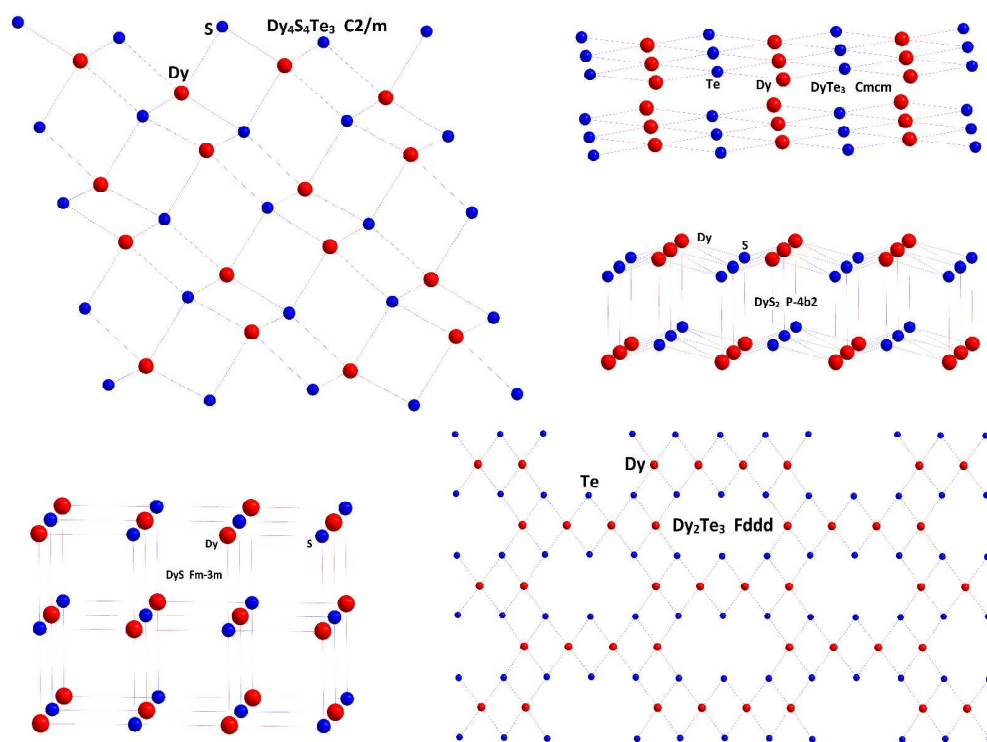 Dy₄S₄Te₃ C2/m
S
Dy
Te Dy DyTe₃ Cmcm
Dy
S
DyS₂ P-4b2
Dy
Te
Dy₂Te₃ Fddd
Dy S
DyS Fm-3m